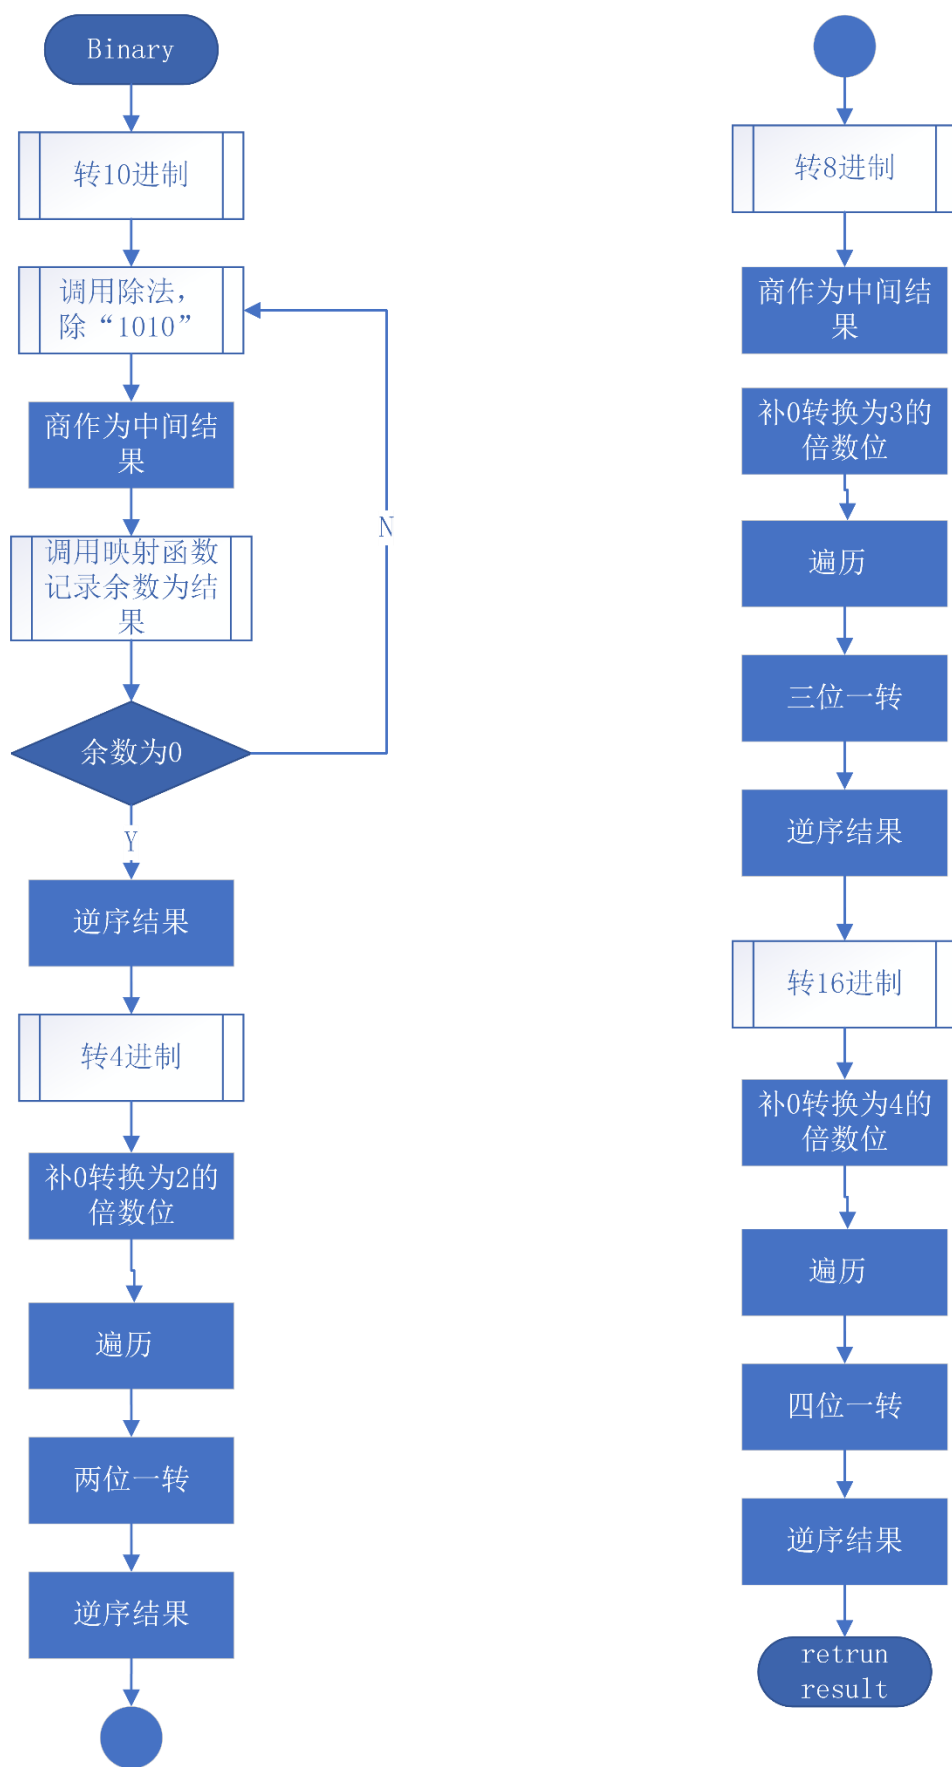 Binary
转10进制
调用除法,
除“1010”
商作为中间结
果
调用映射函数
记录余数为结
果
N
余数为0
Y
逆序结果
转4进制
补0转换为2的
倍数位
遍历
两位一转
逆序结果
转8进制
商作为中间结
果
补0转换为3的
倍数位
遍历
三位一转
逆序结果
转16进制
补0转换为4的
倍数位
遍历
四位一转
逆序结果
retrun
result